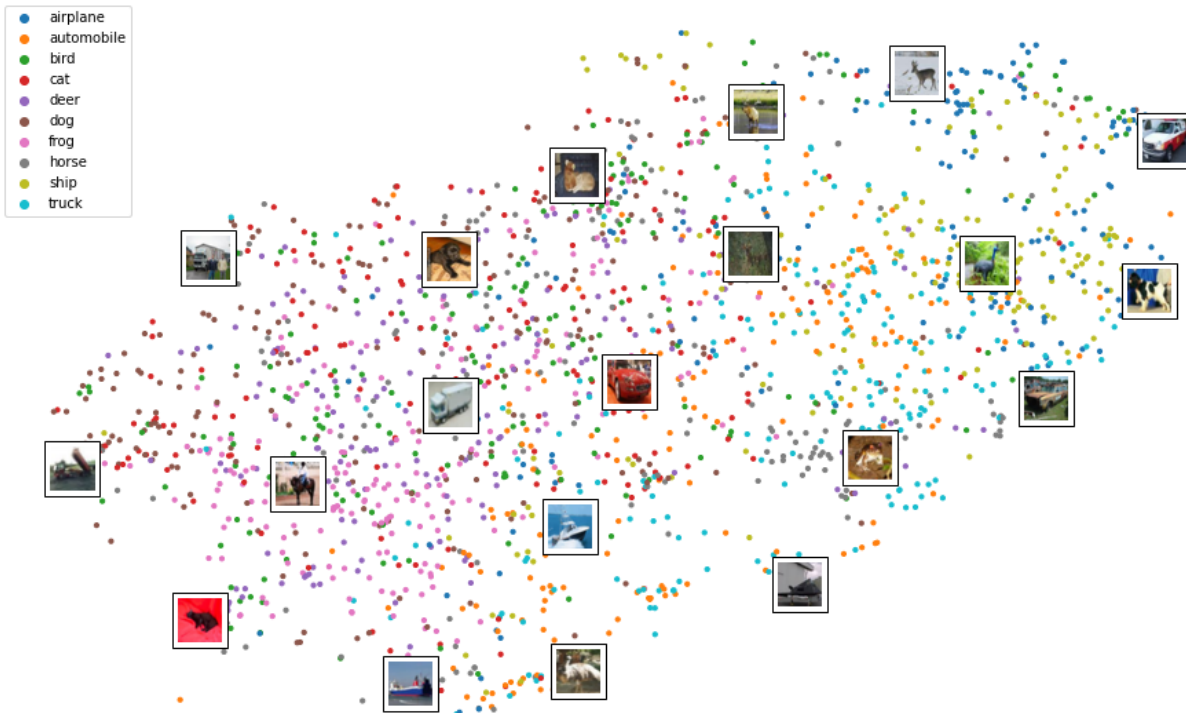 airplane
automobile
bird
cat
deer
dog
frog
horse
ship
truck